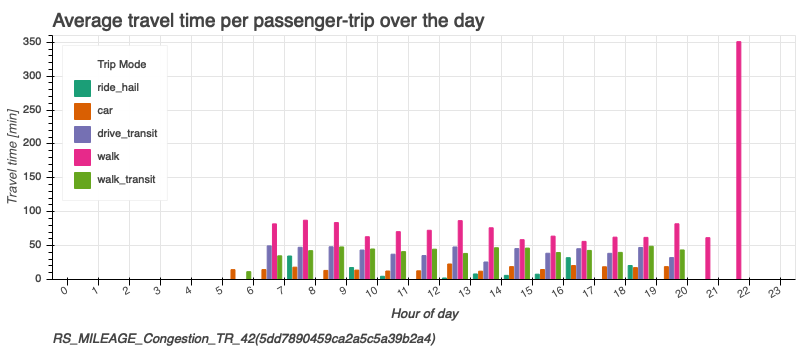 Average travel time per passenger-trip over the day
350
300
250
200
150
100
50
0
Travel time [min]
Trip Mode
ride_hail
car
drive_transit
walk
walk_transit
0 1 2 3 4 5 6 7 8 9 10 11 12 13 14 15 16 17 18 19 20 21 22 23
Hour of day
RS_MILEAGE_Congestion_TR_42(5dd7890459ca2a5c5a39b2a4)